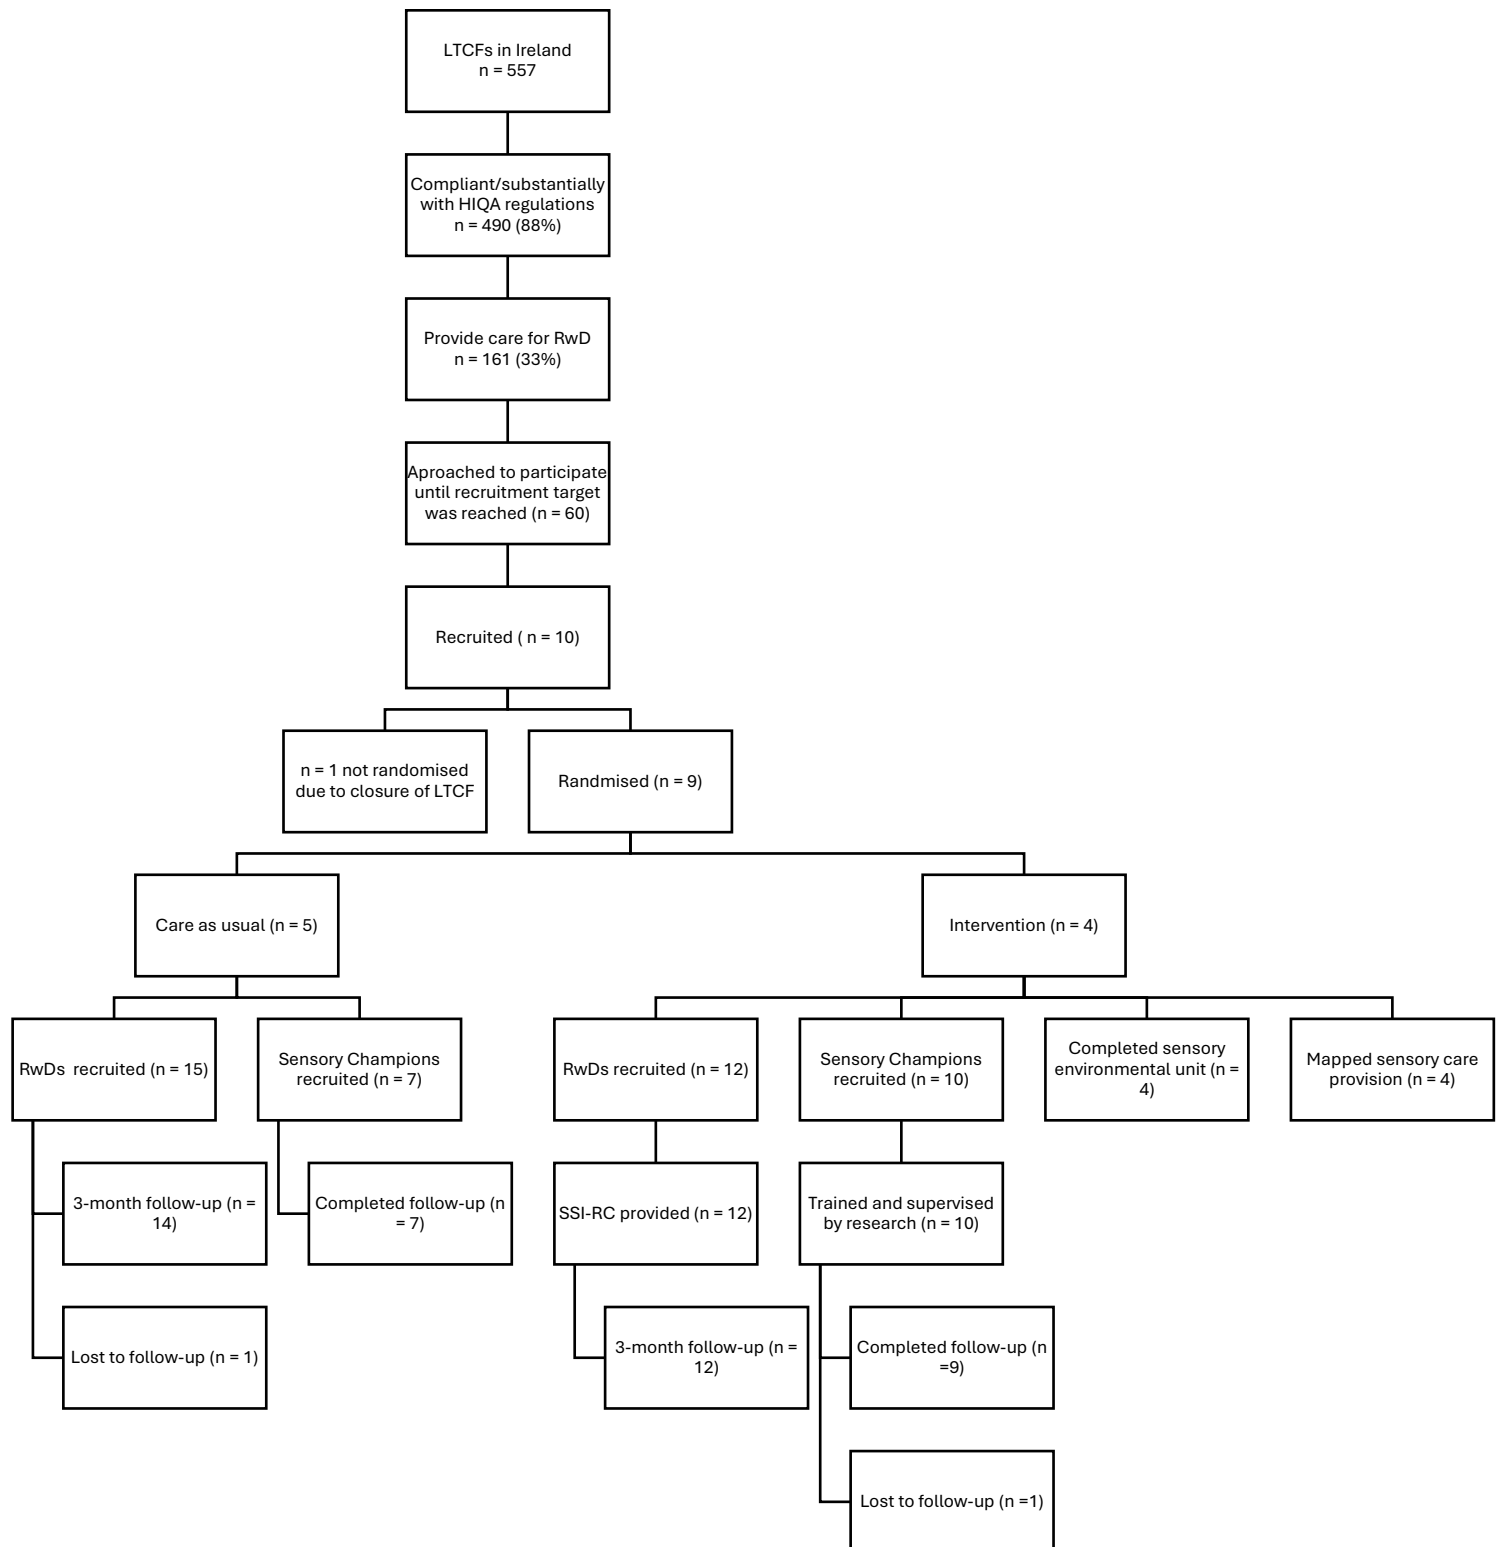 LTCFs in Ireland
n = 557
Compliant/substantially
with HIQA regulations
n = 490 (88%)
Provide care for RwD
n = 161 (33%)
Aproached to participate
until recruitment target
was reached (n = 60)
Recruited ( n = 10)
n = 1 not randomised
due to closure of LTCF
Randmised (n = 9)
Care as usual (n = 5)
Intervention (n = 4)
RwDs  recruited (n = 15)
Sensory Champions
recruited (n = 7)
RwDs recruited (n = 12)
Sensory Champions
recruited (n = 10)
Completed sensory
environmental unit (n =
4)
Mapped sensory care
provision (n = 4)
3-month follow-up (n =
14)
Completed follow-up (n
= 7)
SSI-RC provided (n = 12)
Trained and supervised
by research (n = 10)
Lost to follow-up (n = 1)
3-month follow-up (n =
12)
Completed follow-up (n
=9)
Lost to follow-up (n =1)